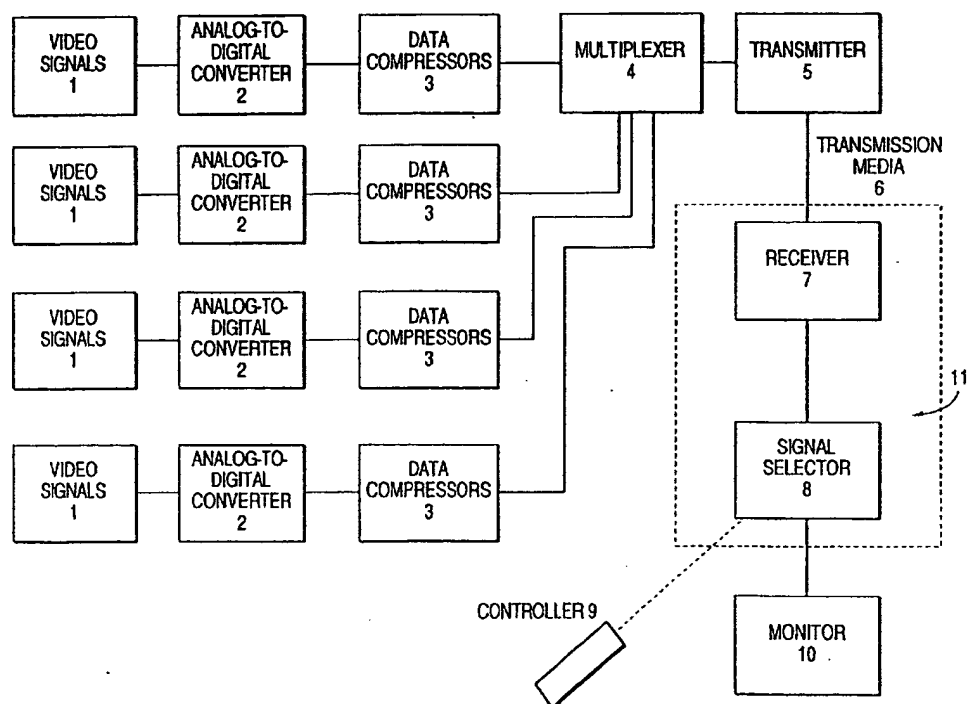 VIDEO
SIGNALS
1
ANALOG-TO-
DIGITAL
CONVERTER
2
DATA
COMPRESSORS
3
MULTIPLEXER
4
TRANSMITTER
5
TRANSMISSION
MEDIA
6
VIDEO
SIGNALS
1
ANALOG-TO-
DIGITAL
CONVERTER
2
DATA
COMPRESSORS
3
RECEIVER
7
VIDEO
SIGNALS
1
ANALOG-TO-
DIGITAL
CONVERTER
2
DATA
COMPRESSORS
3
11
VIDEO
SIGNALS
1
ANALOG-TO-
DIGITAL
CONVERTER
2
DATA
COMPRESSORS
3
SIGNAL
SELECTOR
8
CONTROLLER 9
MONITOR
10